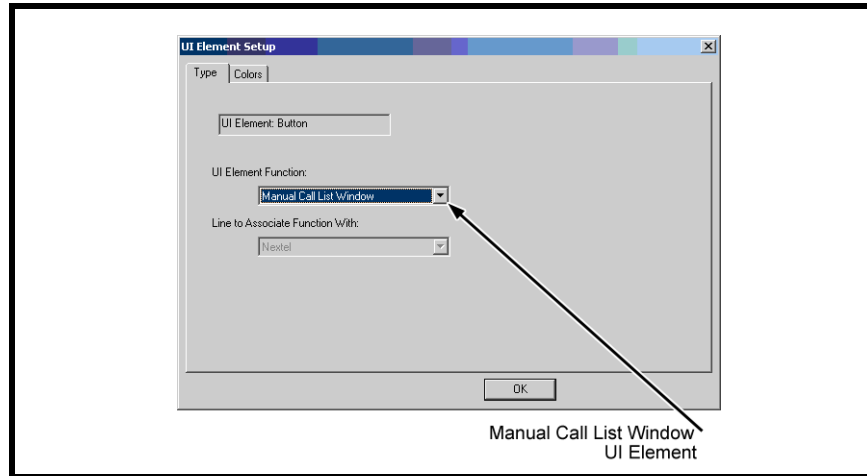 UI Element Setup
Type Colors
UI Element: Button
UI Element Function:
Manual Call List Window
Line to Associate Function With:
Nextel
OK
Manual Call List Window
UI Element